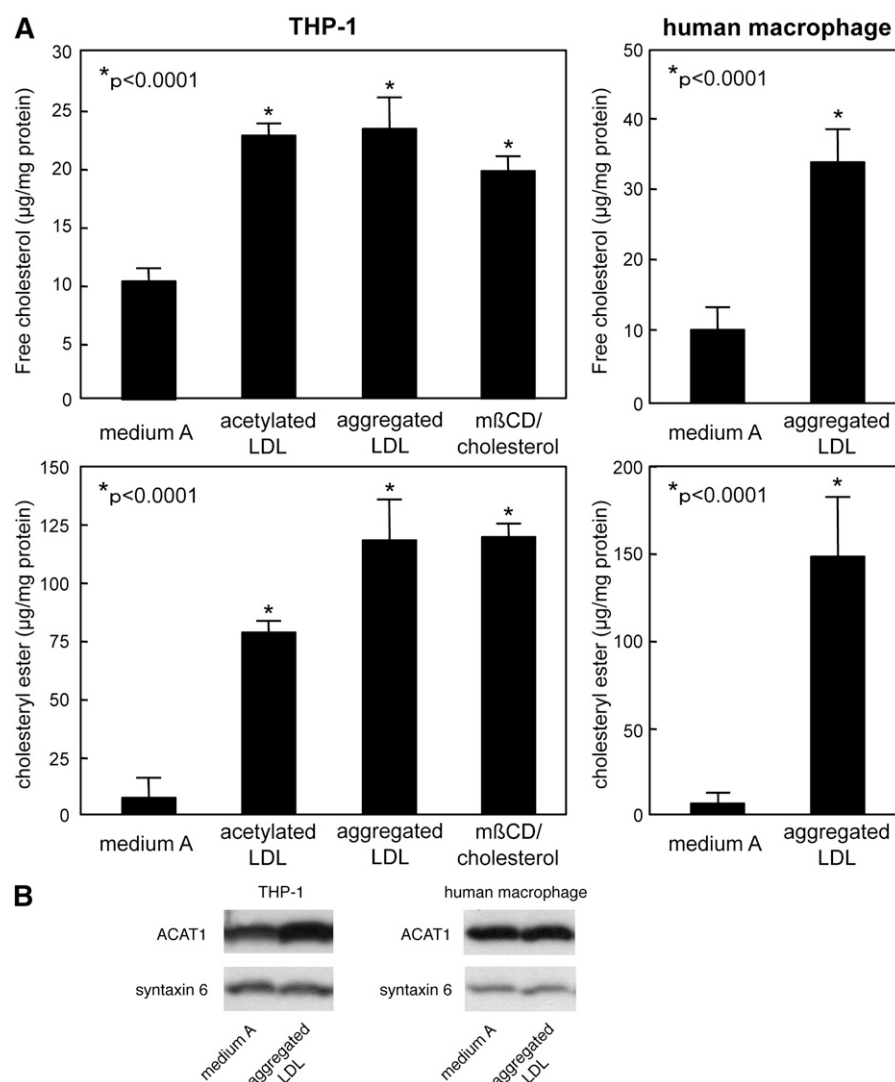 A
THP-1
human macrophage
Free cholesterol (µg/mg protein)
30
25
20
15
10
5
0
*p<0.0001
*
*
*
medium A
acetylated
LDL
aggregated
LDL
mßCD/
cholesterol
Free cholesterol (µg/mg protein)
50
40
30
20
10
0
*p<0.0001
*
medium A
aggregated
LDL
cholesteryl ester (µg/mg protein)
150
125
100
75
50
25
0
*p<0.0001
*
*
*
medium A
acetylated
LDL
aggregated
LDL
mßCD/
cholesterol
cholesteryl ester (µg/mg protein)
200
150
100
50
0
*p<0.0001
*
medium A
aggregated
LDL
B
THP-1
ACAT1
syntaxin 6
medium A
aggregated
LDL
human macrophage
ACAT1
syntaxin 6
medium A
aggregated
LDL